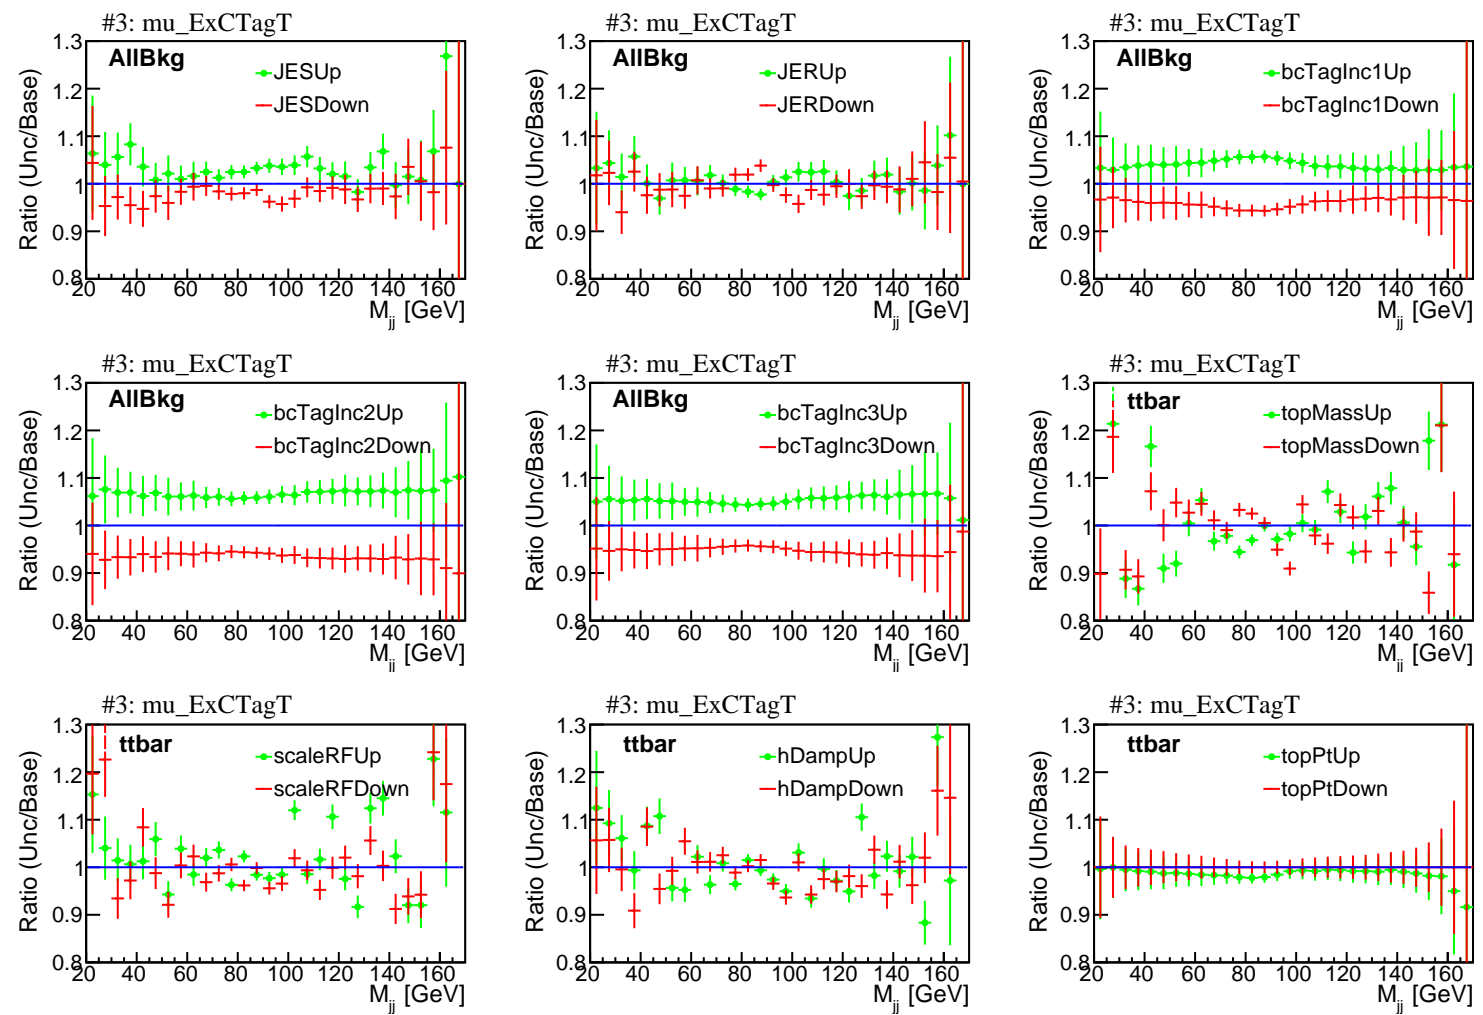 #3: mu_ExCTagT
Ratio (Unc/Base)
AllBkg
JESUp
JESDown
1.3
1.2
1.1
1
0.9
0.8
20 40 60 80 100 120 140 160
M_jj [GeV]
#3: mu_ExCTagT
Ratio (Unc/Base)
AllBkg
JERUp
JERDown
1.3
1.2
1.1
1
0.9
0.8
20 40 60 80 100 120 140 160
M_jj [GeV]
#3: mu_ExCTagT
Ratio (Unc/Base)
AllBkg
bcTagInc1Up
bcTagInc1Down
1.3
1.2
1.1
1
0.9
0.8
20 40 60 80 100 120 140 160
M_jj [GeV]
#3: mu_ExCTagT
Ratio (Unc/Base)
AllBkg
bcTagInc2Up
bcTagInc2Down
1.3
1.2
1.1
1
0.9
0.8
20 40 60 80 100 120 140 160
M_jj [GeV]
#3: mu_ExCTagT
Ratio (Unc/Base)
AllBkg
bcTagInc3Up
bcTagInc3Down
1.3
1.2
1.1
1
0.9
0.8
20 40 60 80 100 120 140 160
M_jj [GeV]
#3: mu_ExCTagT
Ratio (Unc/Base)
ttbar
topMassUp
topMassDown
1.3
1.2
1.1
1
0.9
0.8
20 40 60 80 100 120 140 160
M_jj [GeV]
#3: mu_ExCTagT
Ratio (Unc/Base)
ttbar
scaleRFUp
scaleRFDown
1.3
1.2
1.1
1
0.9
0.8
20 40 60 80 100 120 140 160
M_jj [GeV]
#3: mu_ExCTagT
Ratio (Unc/Base)
ttbar
hDampUp
hDampDown
1.3
1.2
1.1
1
0.9
0.8
20 40 60 80 100 120 140 160
M_jj [GeV]
#3: mu_ExCTagT
Ratio (Unc/Base)
ttbar
topPtUp
topPtDown
1.3
1.2
1.1
1
0.9
0.8
20 40 60 80 100 120 140 160
M_jj [GeV]